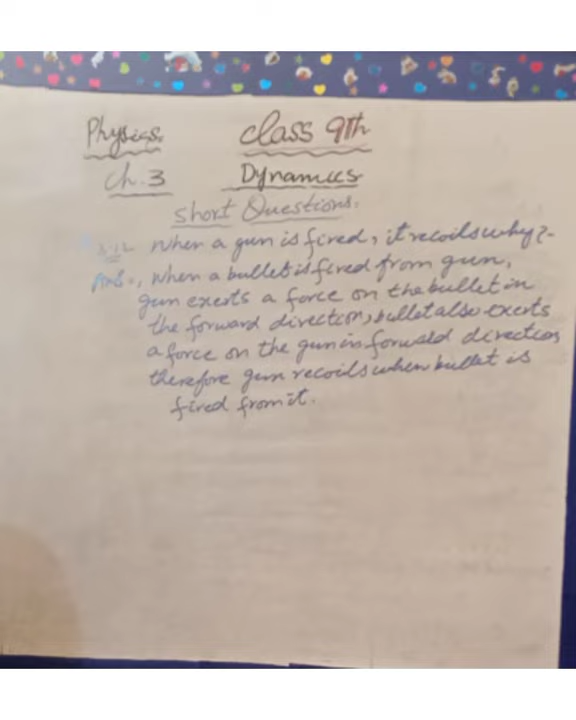 Physics. class 9th
Ch.3 Dynamics
short Questions.
3.12 When a gun is fired, it recoils why?
Ans., When a bullet is fired from gun,
gun exerts a force on the bullet in
the forward direction, bullet also exerts
a force on the gun in forward direction
therefore gun recoils when bullet is
fired from it.